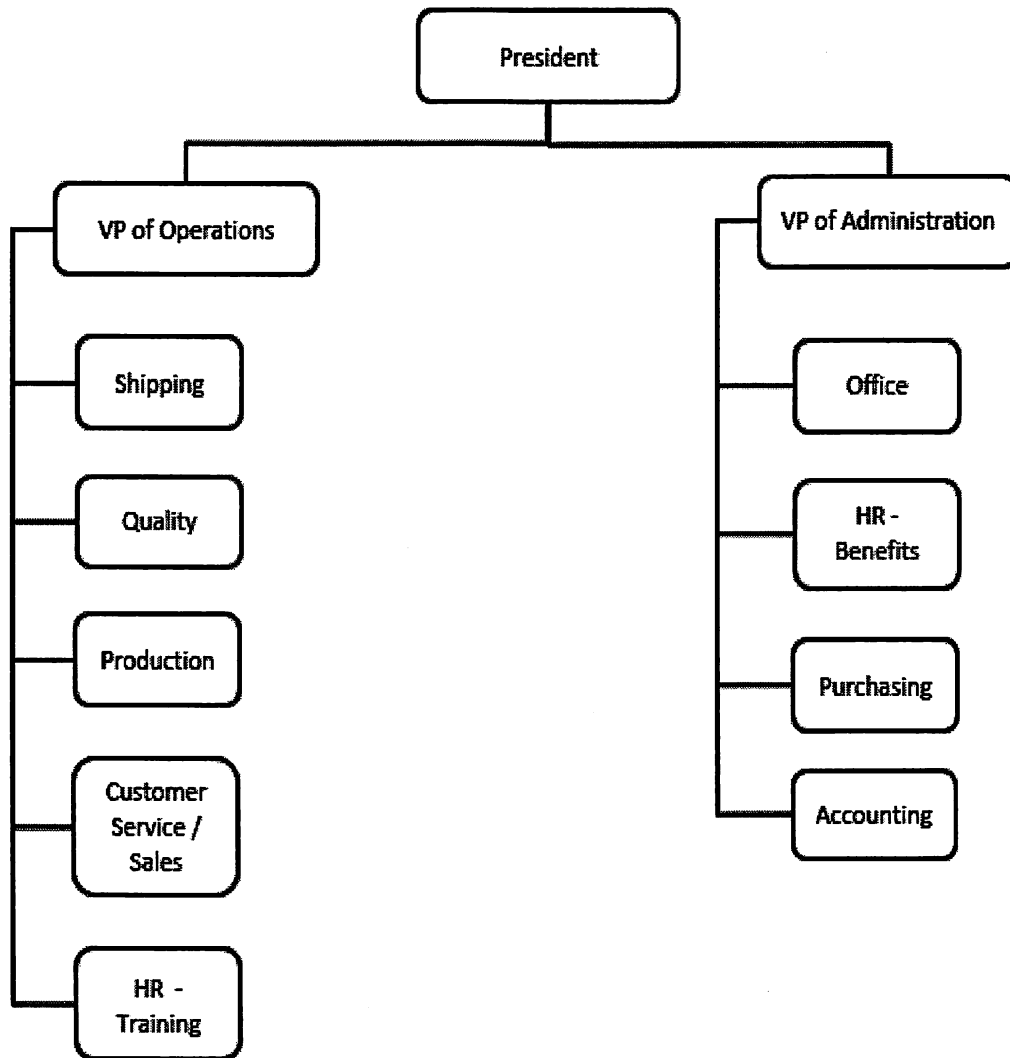 President
VP of Operations
VP of Administration
Shipping
Office
Quality
HR -
Benefits
Production
Purchasing
Customer
Service /
Sales
Accounting
HR -
Training